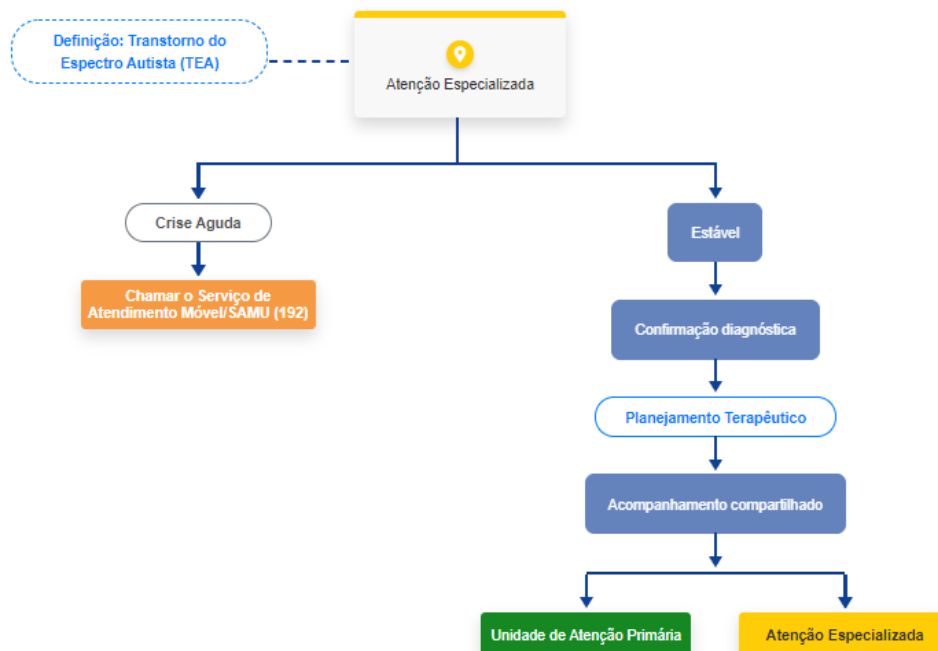 Definição: Transtorno do
Espectro Autista (TEA)
Atenção Especializada
Crise Aguda
Chamar o Serviço de
Atendimento Móvel/SAMU (192)
Estável
Confirmação diagnóstica
Planejamento Terapêutico
Acompanhamento compartilhado
Unidade de Atenção Primária
Atenção Especializada